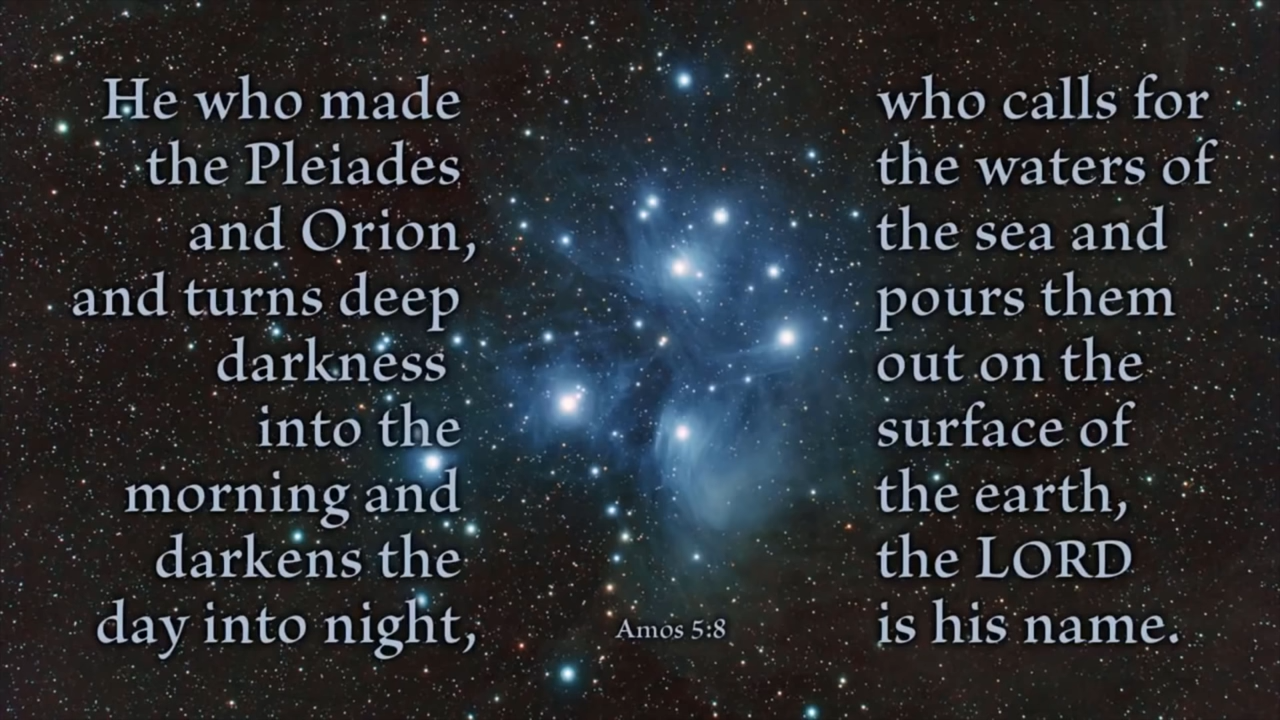 He who made
the Pleiades
and Orion,
and turns deep
darkness
into the
morning and
darkens the
day into night,
who calls for
the waters of
the sea and
pours them
out on the
surface of
the earth,
the LORD
is his name.
Amos 5:8